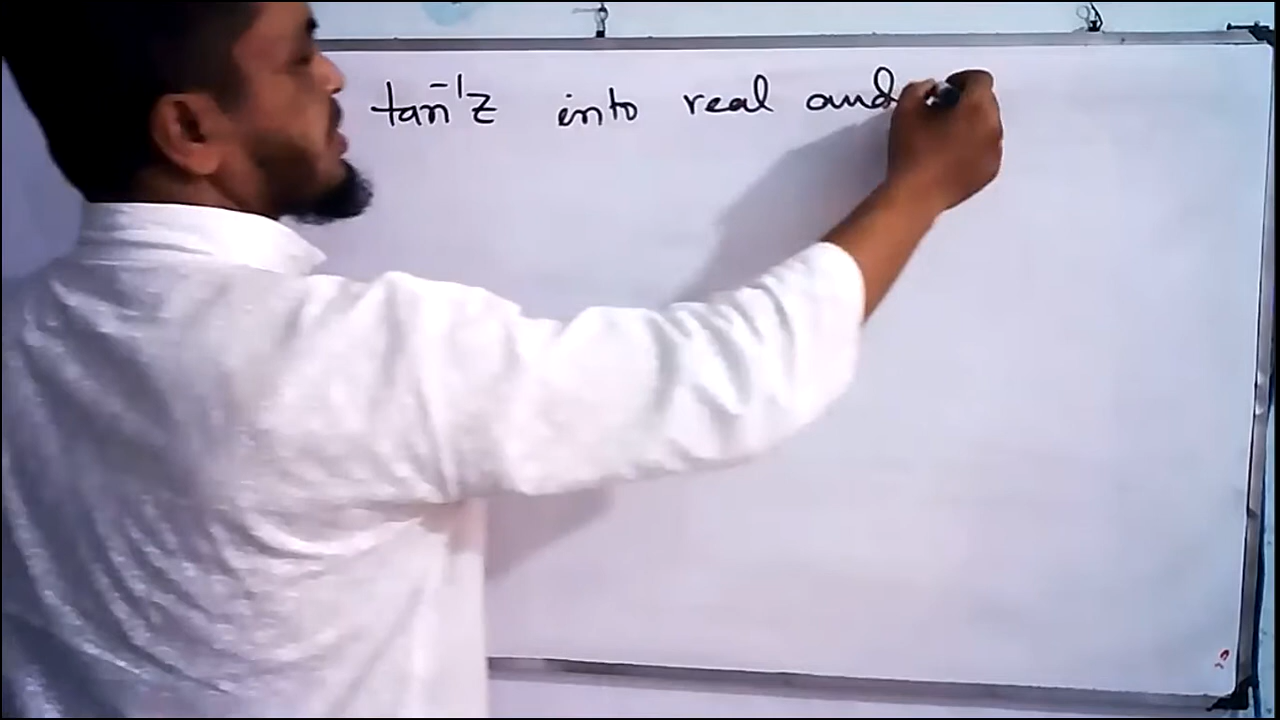 tan⁻¹z into real and